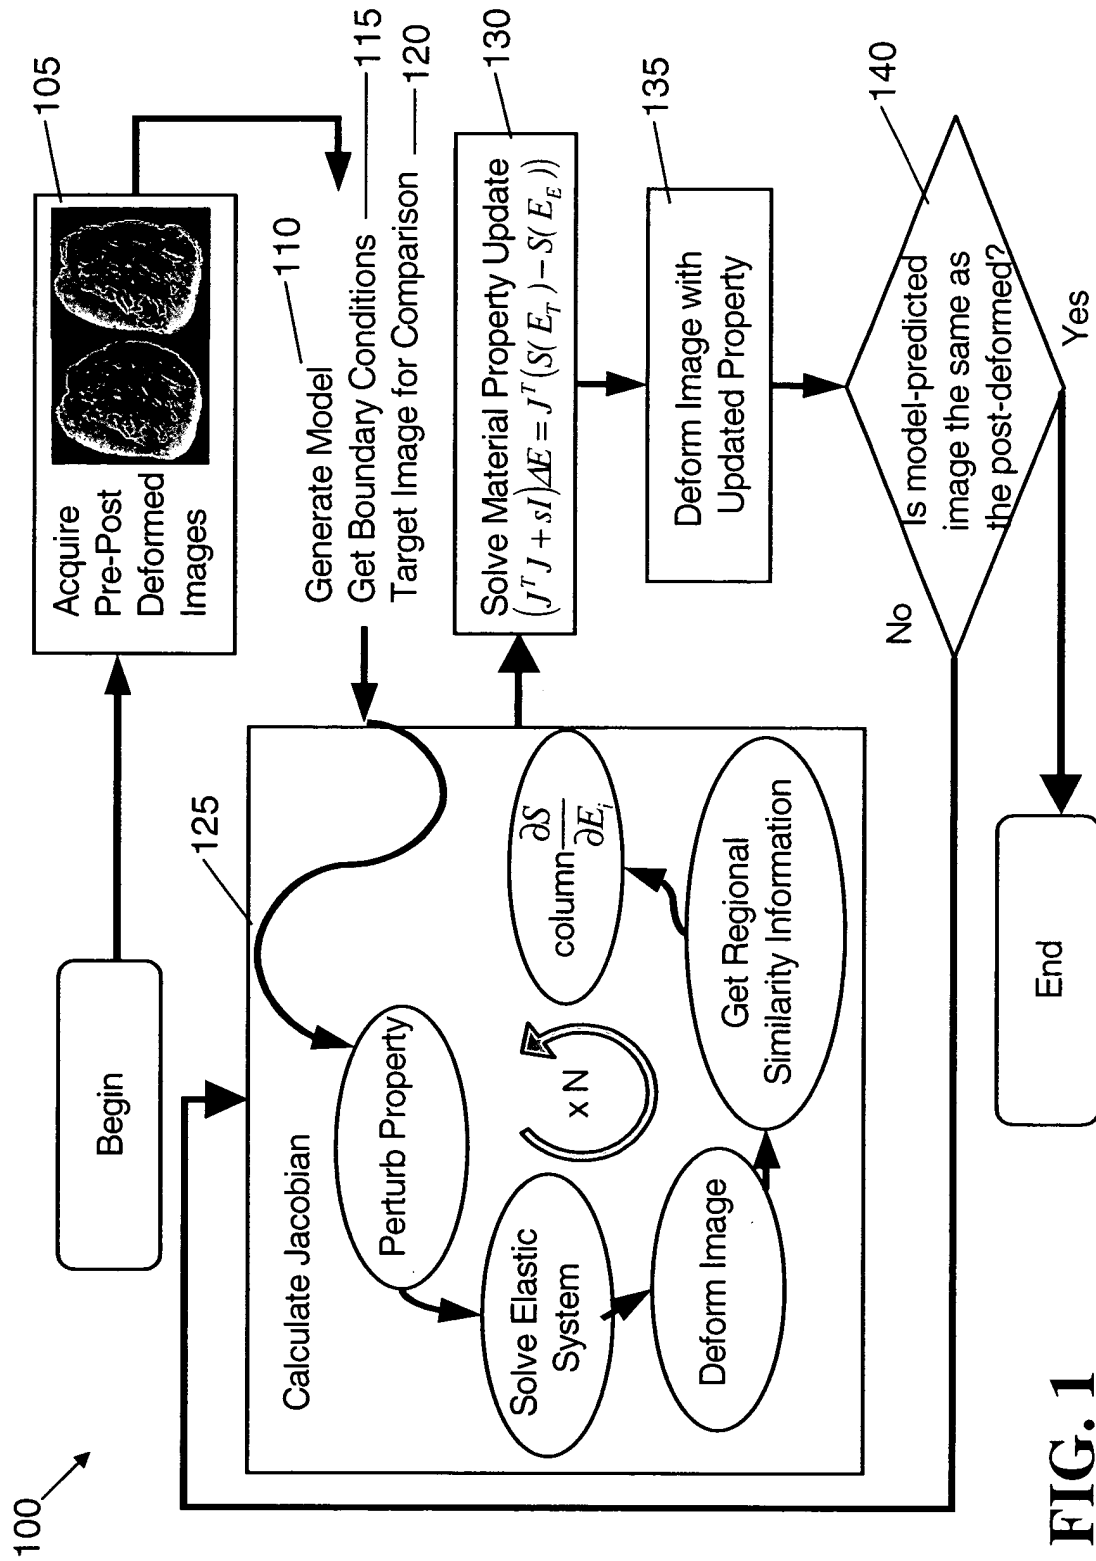 100
Begin
Acquire
Pre-Post
Deformed
Images
105
Generate Model
110
Get Boundary Conditions
115
Target Image for Comparison
120
125
Calculate Jacobian
Perturb Property
Solve Elastic
System
Deform Image
Get Regional
Similarity Information
column ∂S/∂E_i
x N
Solve Material Property Update
(J^T J + sI)ΔE = J^T (S(E_T) – S(E_E))
130
Deform Image with
Updated Property
135
Is model-predicted
image the same as
the post-deformed?
140
No
Yes
End
FIG. 1